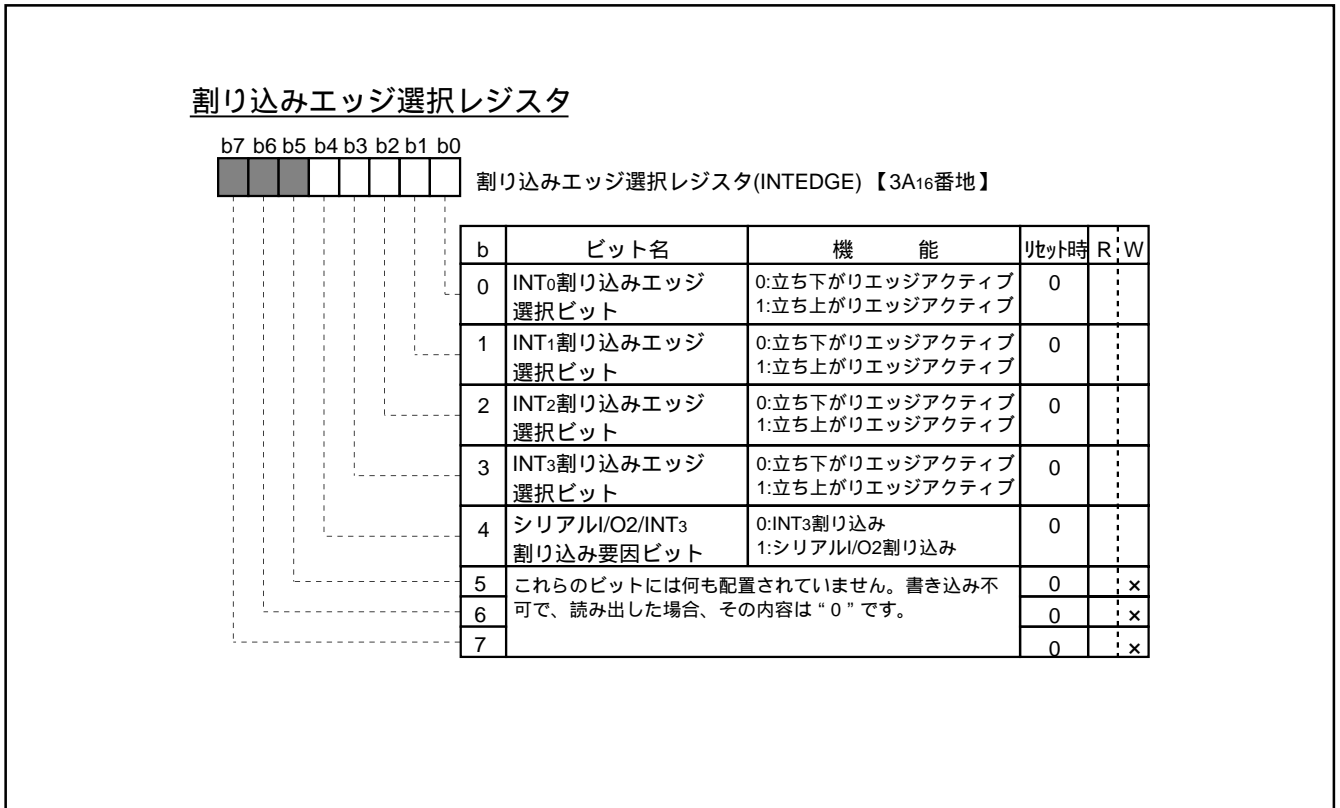 割り込みエッジ選択レジスタ
b7 b6 b5 b4 b3 b2 b1 b0
割り込みエッジ選択レジスタ(INTEDGE) 【3A16番地】
b ビット名 機 能 リセット時 R W
0 INT0割り込みエッジ 0:立ち下がりエッジアクティブ 0
選択ビット 1:立ち上がりエッジアクティブ
1 INT1割り込みエッジ 0:立ち下がりエッジアクティブ 0
選択ビット 1:立ち上がりエッジアクティブ
2 INT2割り込みエッジ 0:立ち下がりエッジアクティブ 0
選択ビット 1:立ち上がりエッジアクティブ
3 INT3割り込みエッジ 0:立ち下がりエッジアクティブ 0
選択ビット 1:立ち上がりエッジアクティブ
4 シリアルI/O2/INT3 0:INT3割り込み 0
割り込み要因ビット 1:シリアルI/O2割り込み
5 これらのビットには何も配置されていません。書き込み不 0 ×
6 可で、読み出した場合、その内容は“0”です。 0 ×
7 0 ×